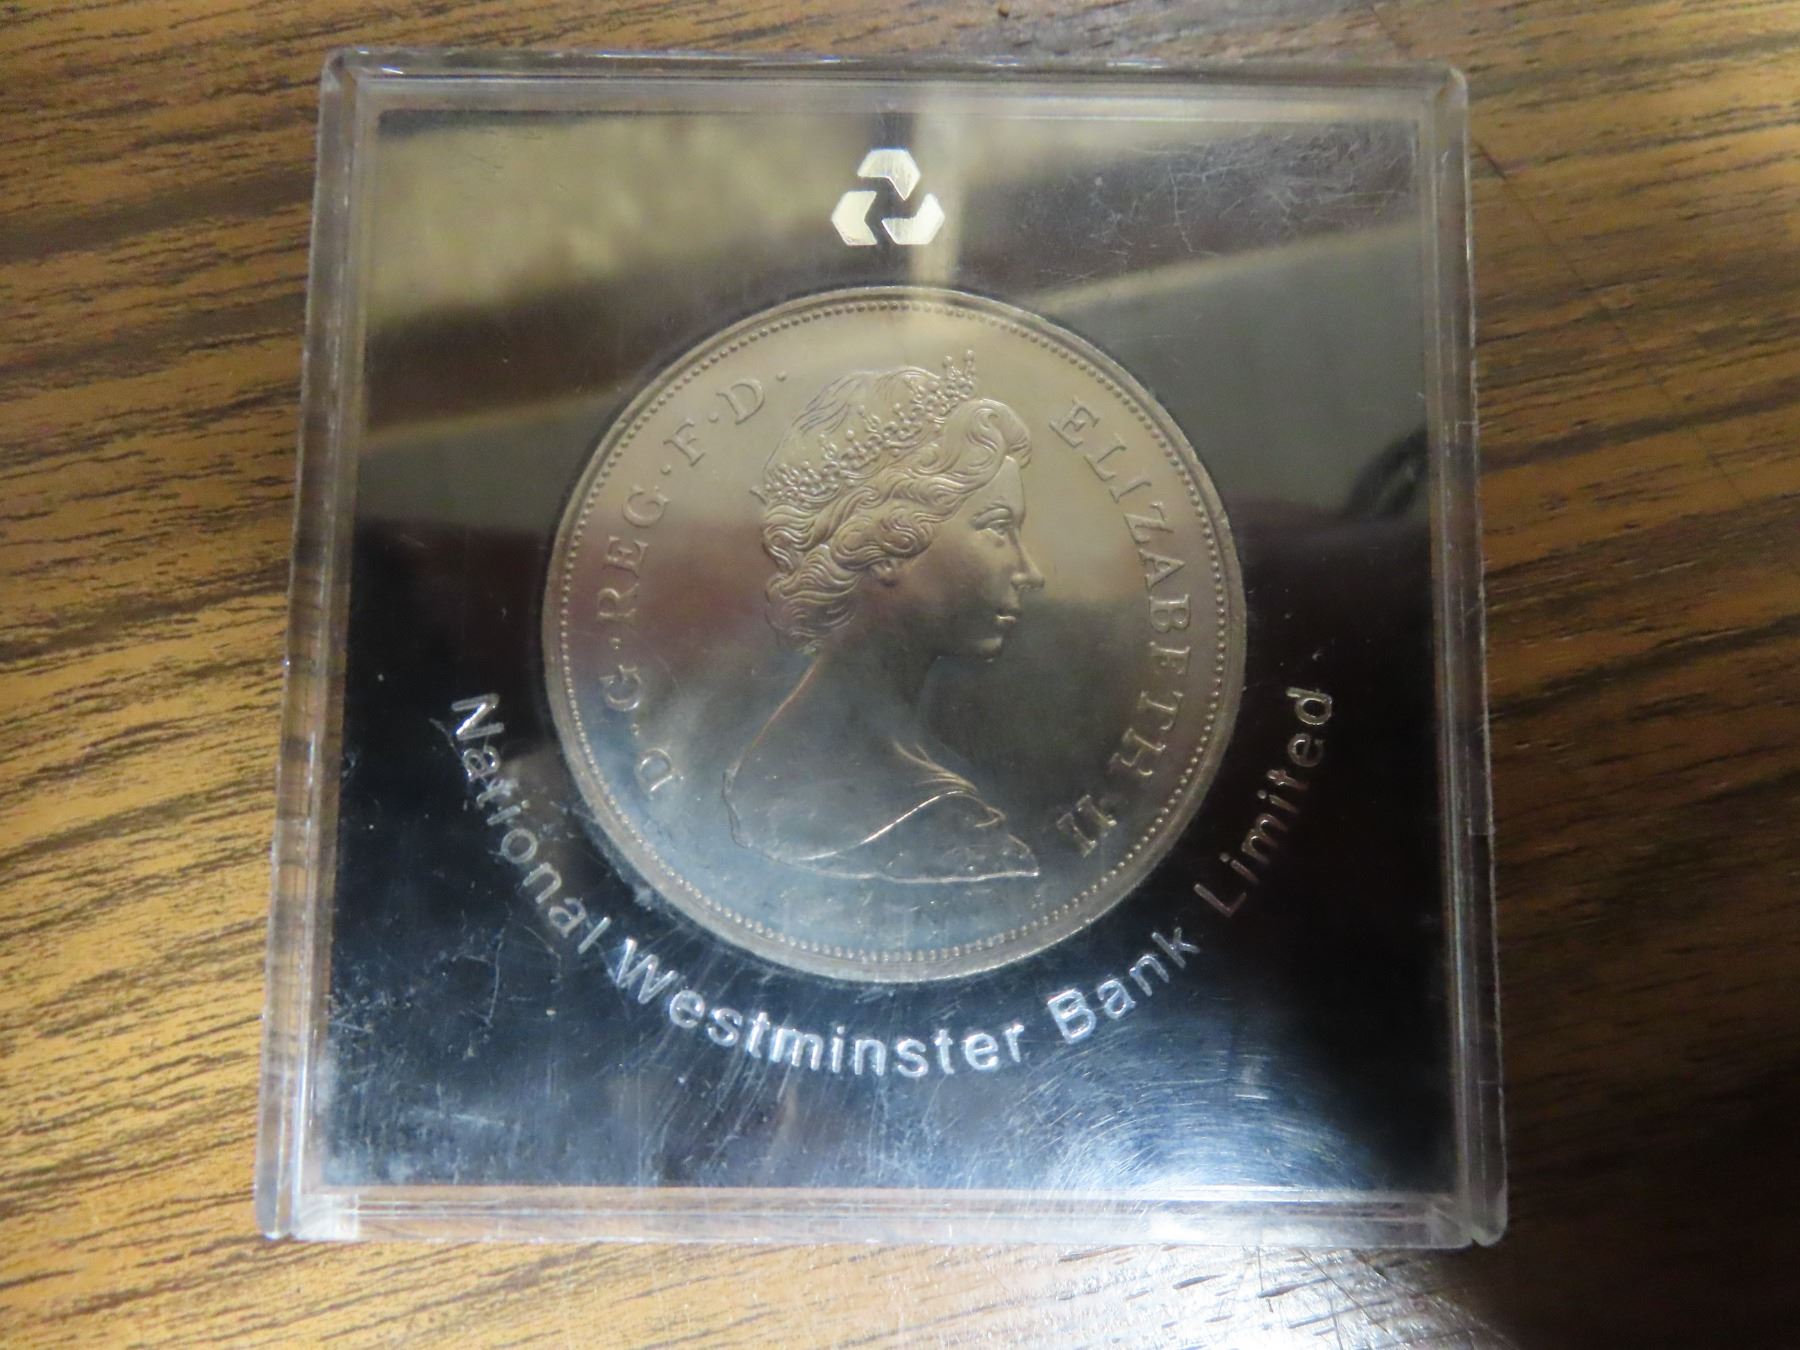 D·G·REG·F·D· ELIZABETH·II
National Westminster Bank Limited